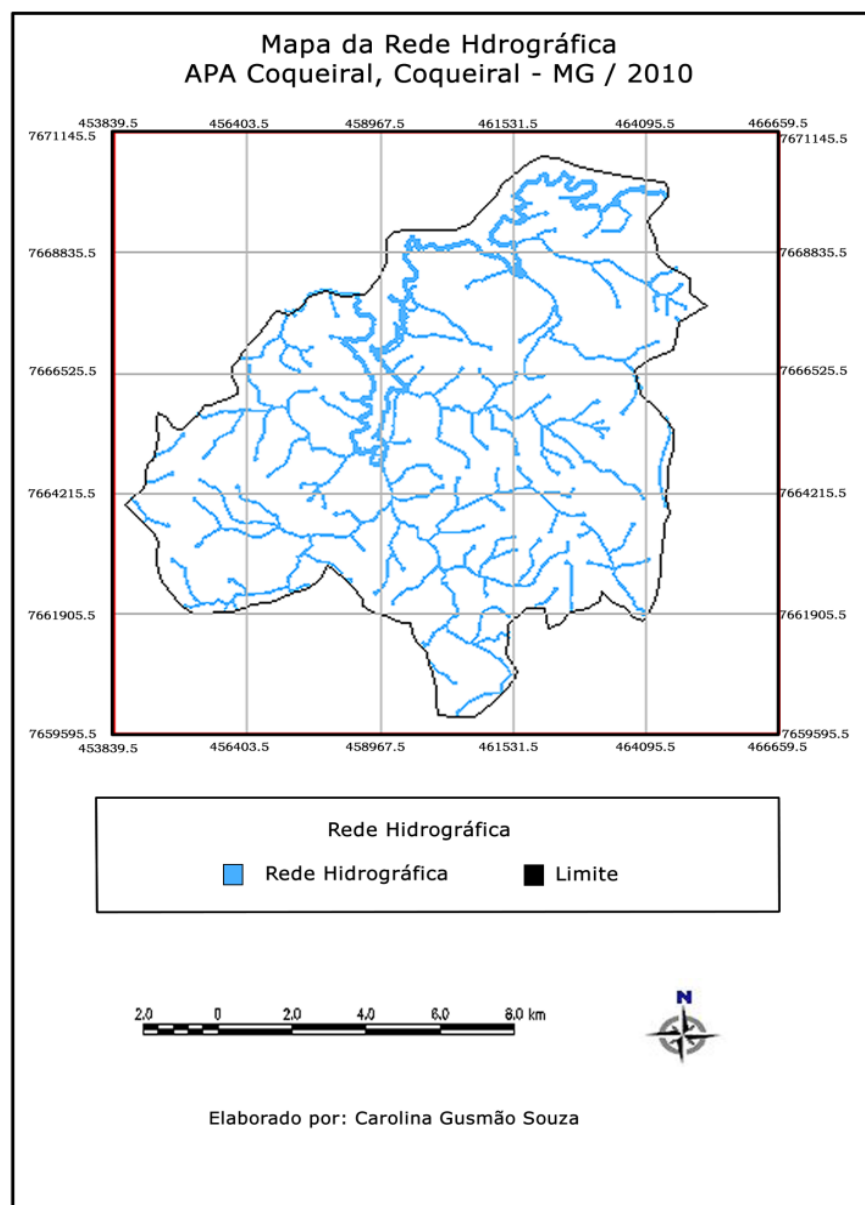 Mapa da Rede Hdrográfica
APA Coqueiral, Coqueiral - MG / 2010
453839.5 456403.5 458967.5 461531.5 464095.5 466659.5
7671145.5 7671145.5
7668835.5 7668835.5
7666525.5 7666525.5
7664215.5 7664215.5
7661905.5 7661905.5
7659595.5 7659595.5
453839.5 456403.5 458967.5 461531.5 464095.5 466659.5
Rede Hidrográfica
Rede Hidrográfica Limite
N
2.0 0 2.0 4.0 6.0 8.0 km
Elaborado por: Carolina Gusmão Souza